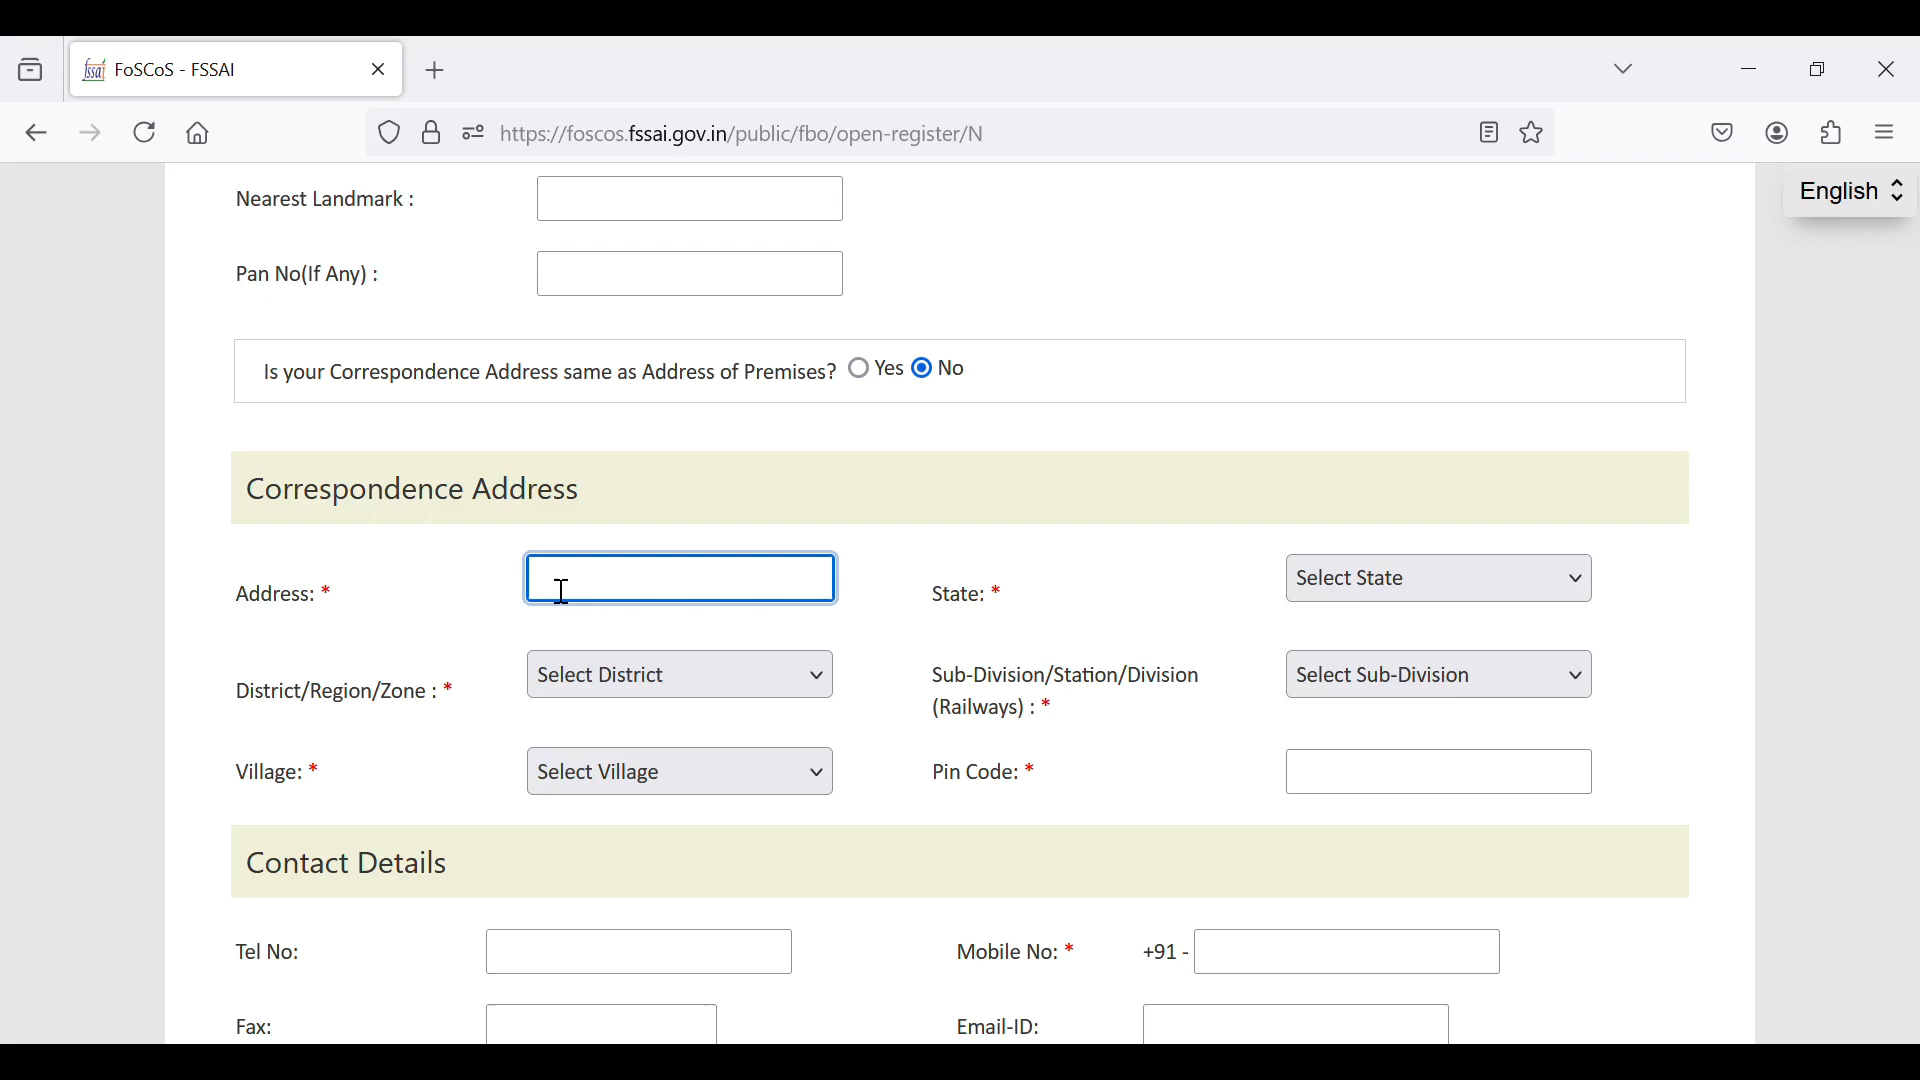 fssai FoSCoS - FSSAI
https://foscos.fssai.gov.in/public/fbo/open-register/N
English
Nearest Landmark :
Pan No(If Any) :
Is your Correspondence Address same as Address of Premises? Yes No
Correspondence Address
Address: * State: * Select State
District/Region/Zone : * Select District Sub-Division/Station/Division (Railways) : * Select Sub-Division
Village: * Select Village Pin Code: *
Contact Details
Tel No: Mobile No: * +91 -
Fax: Email-ID: